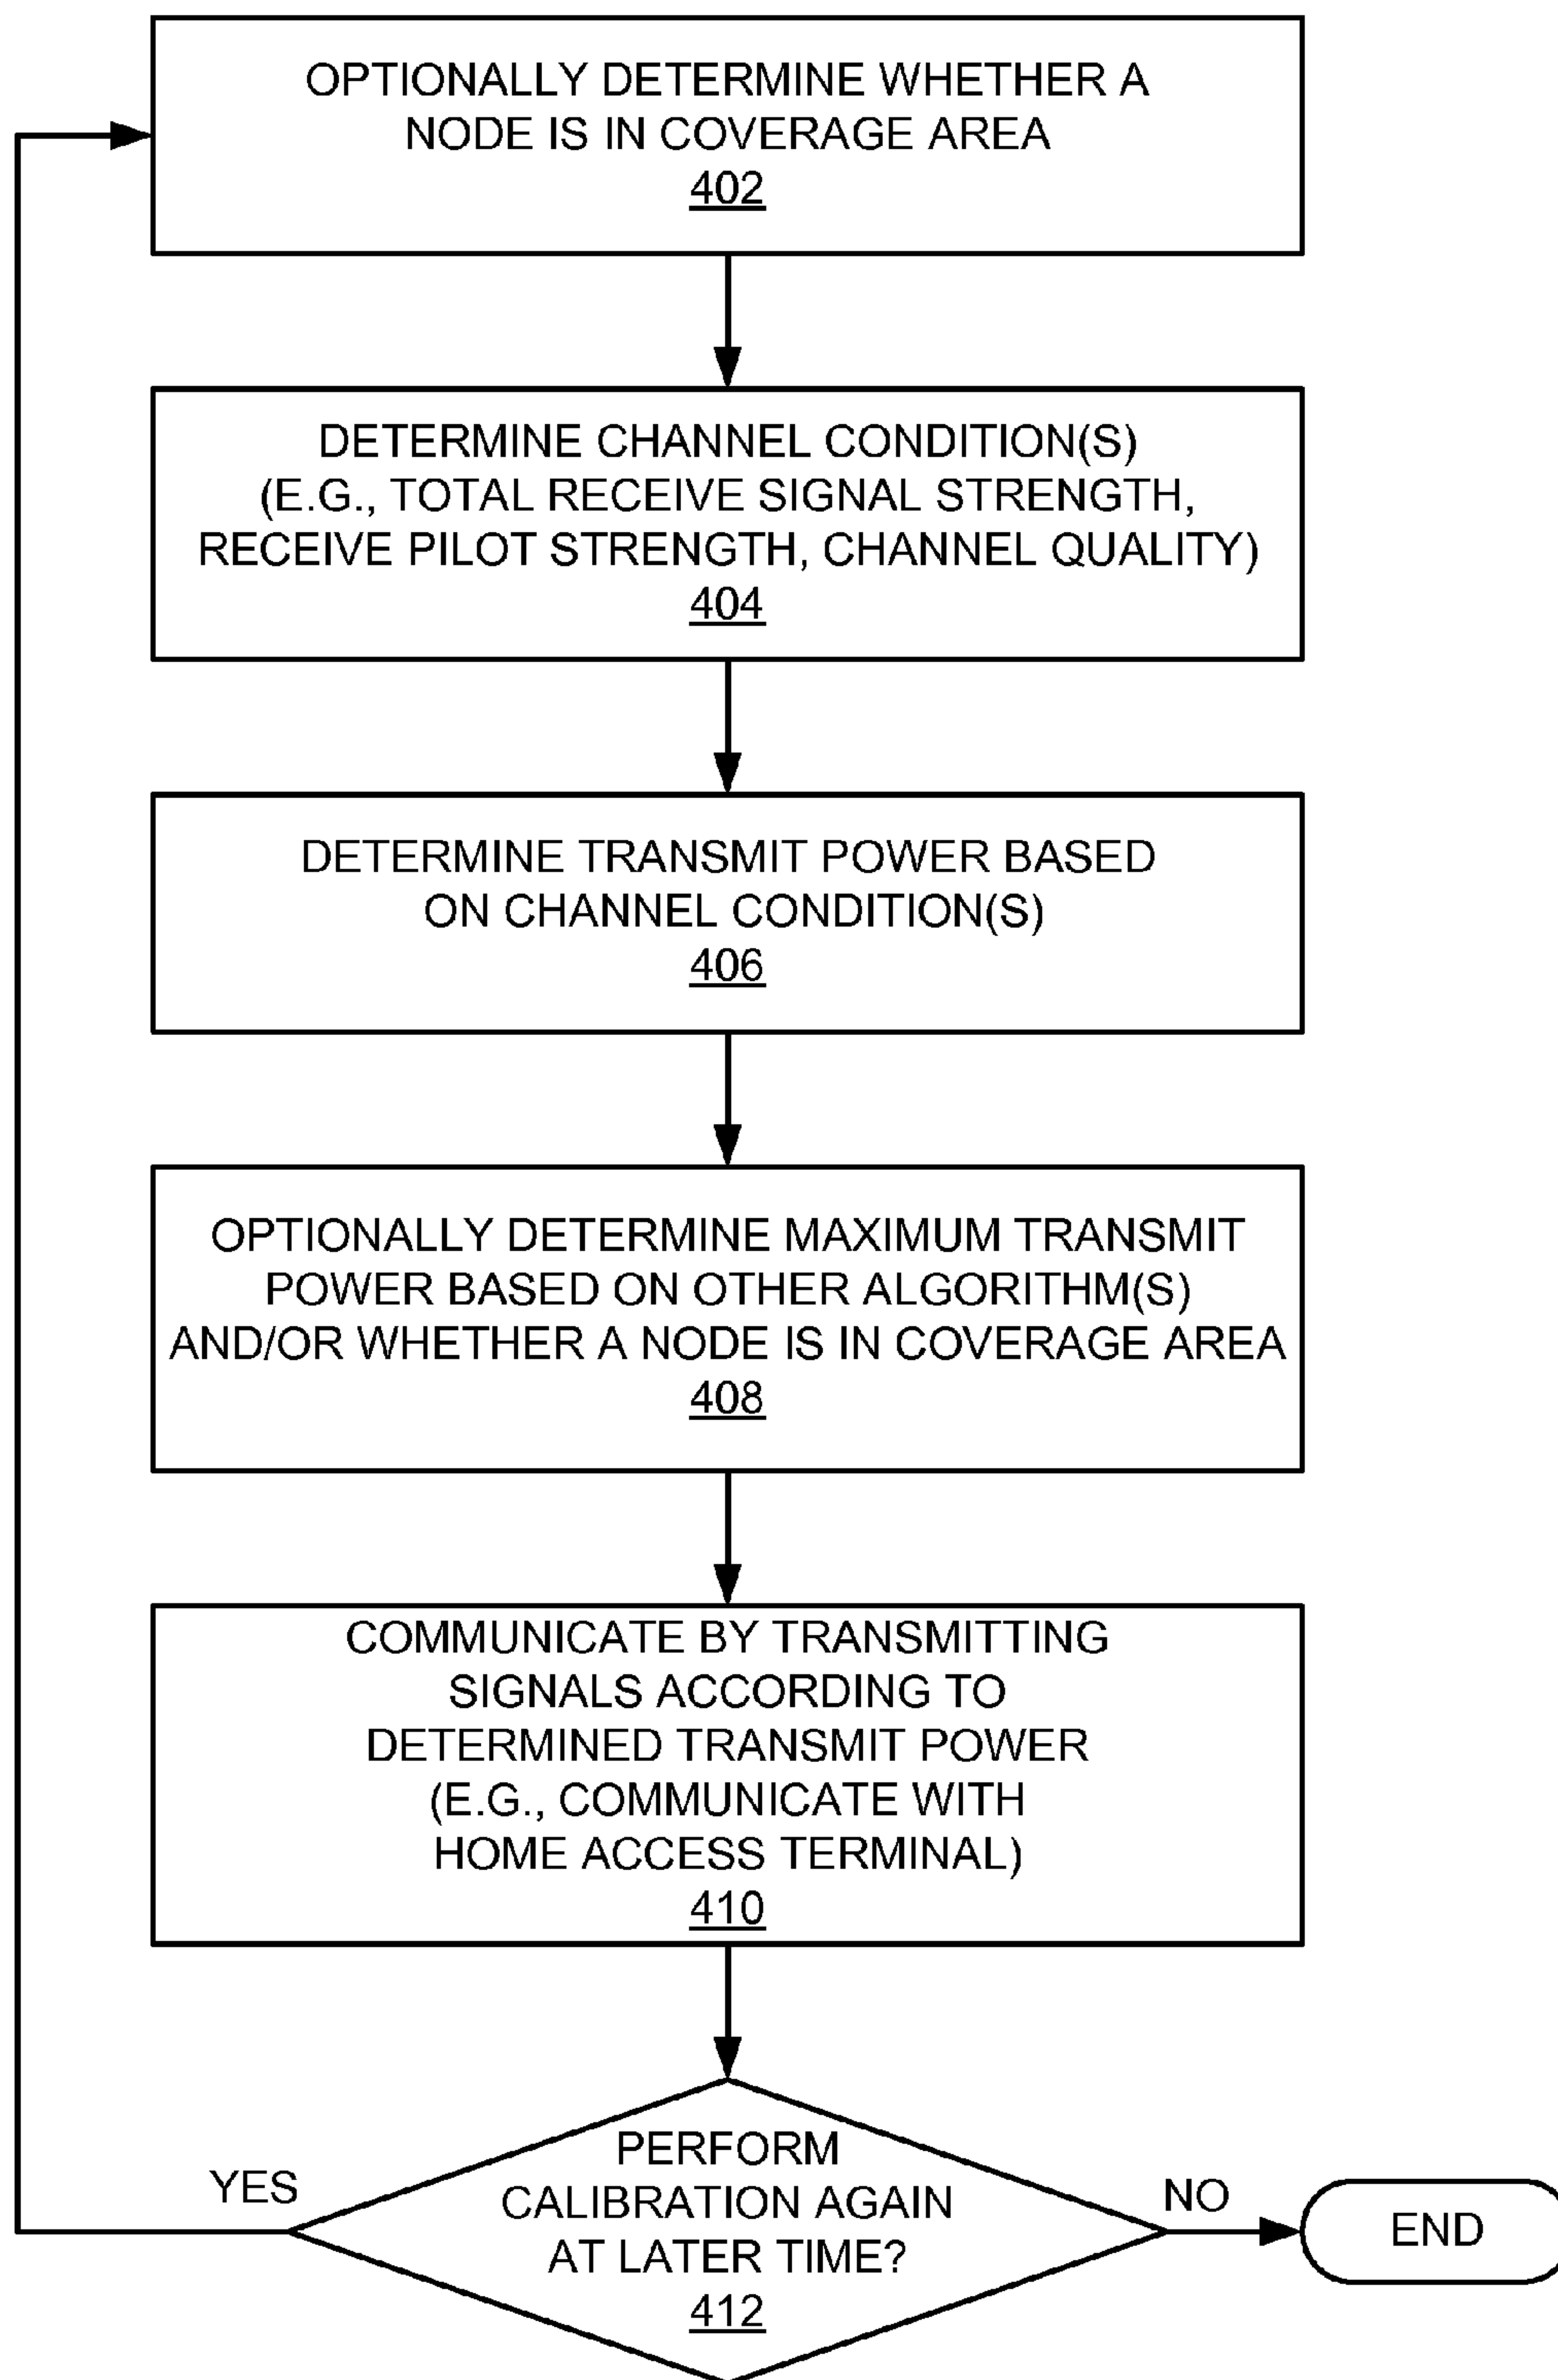 OPTIONALLY DETERMINE WHETHER A
NODE IS IN COVERAGE AREA
402
DETERMINE CHANNEL CONDITION(S)
(E.G., TOTAL RECEIVE SIGNAL STRENGTH,
RECEIVE PILOT STRENGTH, CHANNEL QUALITY)
404
DETERMINE TRANSMIT POWER BASED
ON CHANNEL CONDITION(S)
406
OPTIONALLY DETERMINE MAXIMUM TRANSMIT
POWER BASED ON OTHER ALGORITHM(S)
AND/OR WHETHER A NODE IS IN COVERAGE AREA
408
COMMUNICATE BY TRANSMITTING
SIGNALS ACCORDING TO
DETERMINED TRANSMIT POWER
(E.G., COMMUNICATE WITH
HOME ACCESS TERMINAL)
410
PERFORM
CALIBRATION AGAIN
AT LATER TIME?
412
YES
NO
END